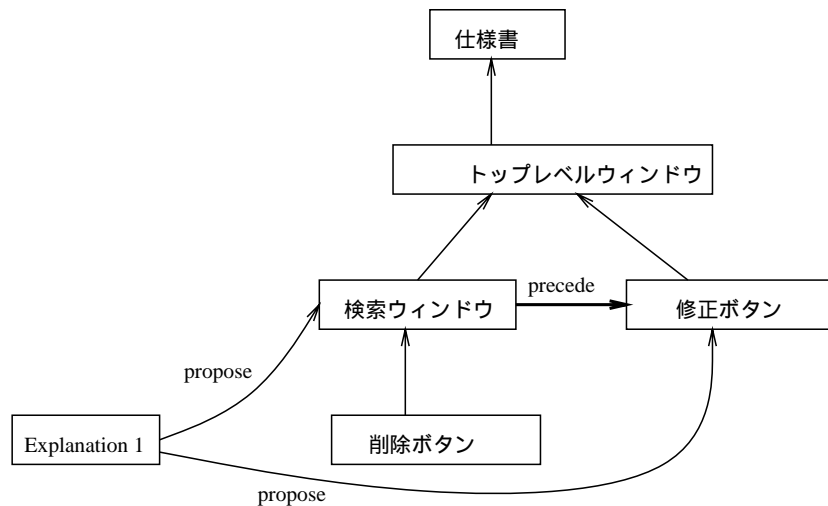 仕様書
トップレベルウィンドウ
precede
検索ウィンドウ
修正ボタン
propose
Explanation 1
削除ボタン
propose